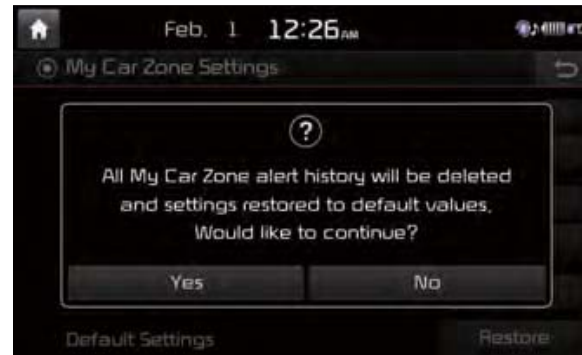 Feb. 1 12:26AM
My Car Zone Settings
All My Car Zone alert history will be deleted
and settings restored to default values,
Would like to continue?
Yes No
Default Settings Restore